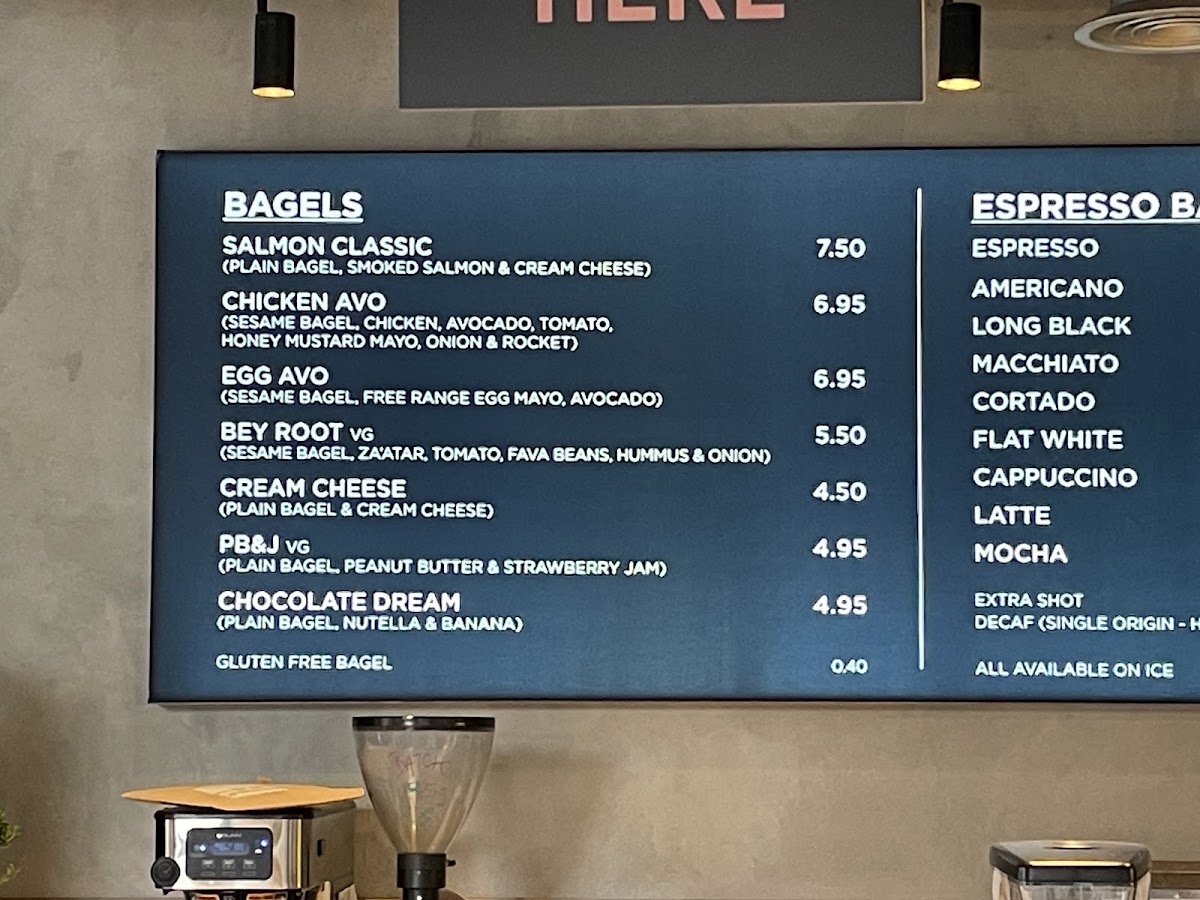 HERE
BAGELS
SALMON CLASSIC 7.50
(PLAIN BAGEL, SMOKED SALMON & CREAM CHEESE)
CHICKEN AVO 6.95
(SESAME BAGEL, CHICKEN, AVOCADO, TOMATO,
HONEY MUSTARD MAYO, ONION & ROCKET)
EGG AVO 6.95
(SESAME BAGEL, FREE RANGE EGG MAYO, AVOCADO)
BEY ROOT VG 5.50
(SESAME BAGEL, ZA'ATAR, TOMATO, FAVA BEANS, HUMMUS & ONION)
CREAM CHEESE 4.50
(PLAIN BAGEL & CREAM CHEESE)
PB&J VG 4.95
(PLAIN BAGEL, PEANUT BUTTER & STRAWBERRY JAM)
CHOCOLATE DREAM 4.95
(PLAIN BAGEL, NUTELLA & BANANA)
GLUTEN FREE BAGEL 0.40
ESPRESSO BA
ESPRESSO
AMERICANO
LONG BLACK
MACCHIATO
CORTADO
FLAT WHITE
CAPPUCCINO
LATTE
MOCHA
EXTRA SHOT
DECAF (SINGLE ORIGIN - H
ALL AVAILABLE ON ICE
BATCH